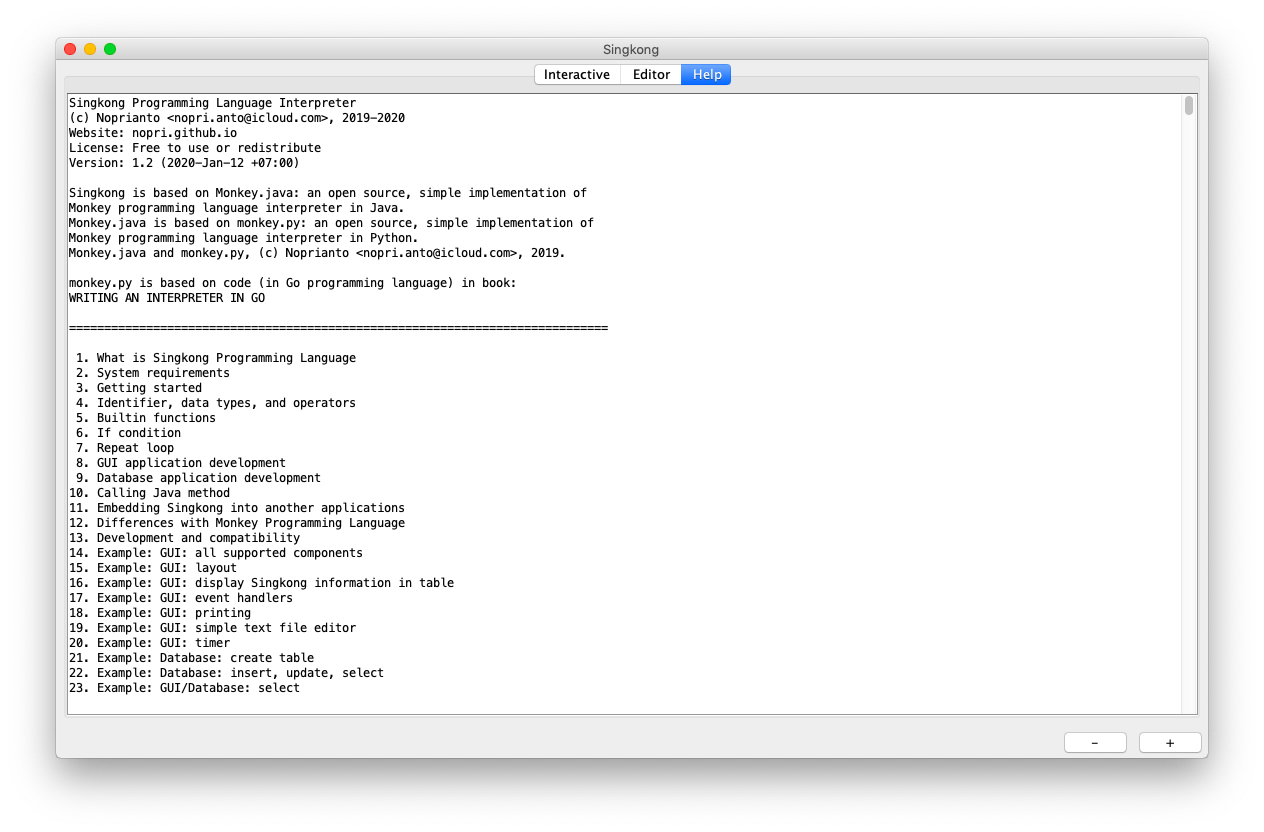 Singkong
Interactive Editor Help
Singkong Programming Language Interpreter
(c) Noprianto <nopri.anto@icloud.com>, 2019-2020
Website: nopri.github.io
License: Free to use or redistribute
Version: 1.2 (2020-Jan-12 +07:00)
Singkong is based on Monkey.java: an open source, simple implementation of
Monkey programming language interpreter in Java.
Monkey.java is based on monkey.py: an open source, simple implementation of
Monkey programming language interpreter in Python.
Monkey.java and monkey.py, (c) Noprianto <nopri.anto@icloud.com>, 2019.
monkey.py is based on code (in Go programming language) in book:
WRITING AN INTERPRETER IN GO
=============================================================================
1. What is Singkong Programming Language
2. System requirements
3. Getting started
4. Identifier, data types, and operators
5. Builtin functions
6. If condition
7. Repeat loop
8. GUI application development
9. Database application development
10. Calling Java method
11. Embedding Singkong into another applications
12. Differences with Monkey Programming Language
13. Development and compatibility
14. Example: GUI: all supported components
15. Example: GUI: layout
16. Example: GUI: display Singkong information in table
17. Example: GUI: event handlers
18. Example: GUI: printing
19. Example: GUI: simple text file editor
20. Example: GUI: timer
21. Example: Database: create table
22. Example: Database: insert, update, select
23. Example: GUI/Database: select
- +